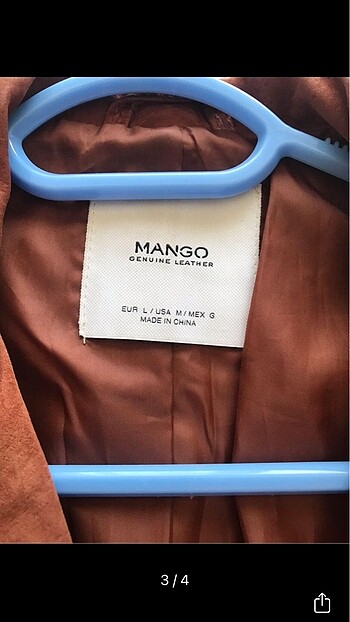 MANGO
GENUINE LEATHER
EUR L / USA M / MEX G
MADE IN CHINA
3 / 4